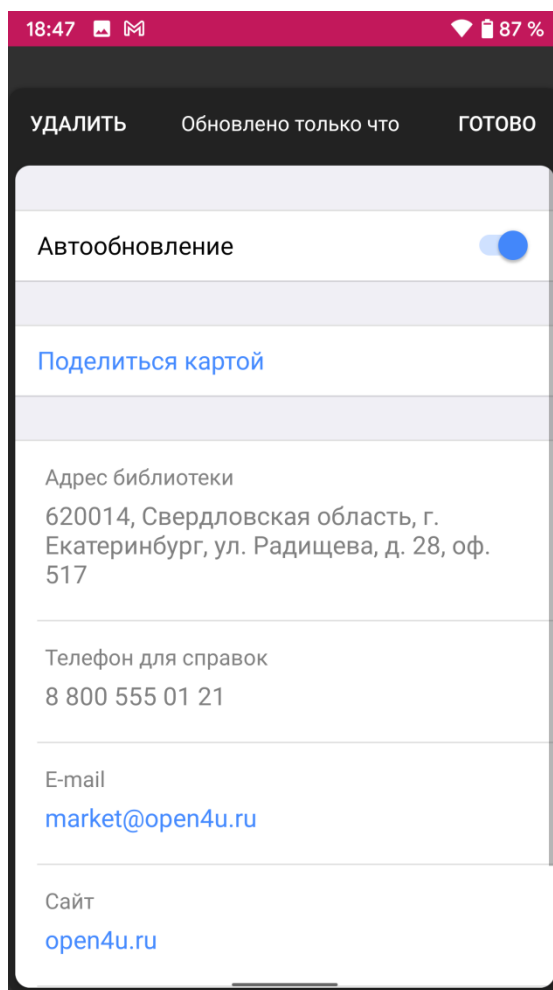 18:47 87 %
УДАЛИТЬ Обновлено только что ГОТОВО
Автообновление
Поделиться картой
Адрес библиотеки
620014, Свердловская область, г.
Екатеринбург, ул. Радищева, д. 28, оф.
517
Телефон для справок
8 800 555 01 21
E-mail
market@open4u.ru
Сайт
open4u.ru